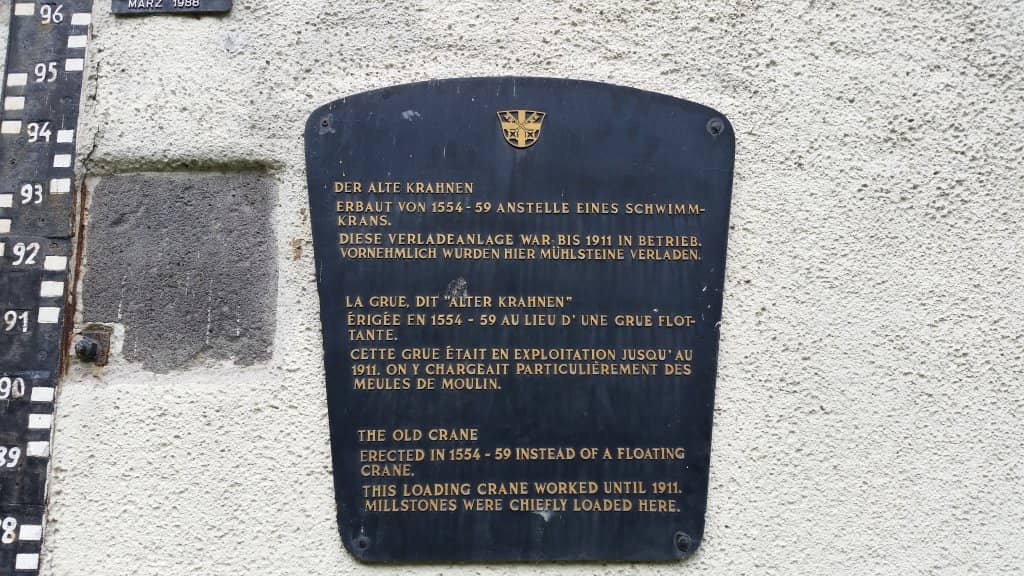 MÄRZ 1988
96
95
94
93
92
91
90
89
88
DER ALTE KRAHNEN
ERBAUT VON 1554-59 ANSTELLE EINES SCHWIMM-
KRANS.
DIESE VERLADEANLAGE WAR BIS 1911 IN BETRIEB.
VORNEHMLICH WURDEN HIER MÜHLSTEINE VERLADEN.
LA GRUE, DIT "ALTER KRAHNEN"
ÉRIGÉE EN 1554-59 AU LIEU D' UNE GRUE FLOT-
TANTE.
CETTE GRUE ÉTAIT EN EXPLOITATION JUSQU'AU
1911. ON Y CHARGEAIT PARTICULIÉREMENT DES
MEULES DE MOULIN.
THE OLD CRANE
ERECTED IN 1554-59 INSTEAD OF A FLOATING
CRANE.
THIS LOADING CRANE WORKED UNTIL 1911.
MILLSTONES WERE CHIEFLY LOADED HERE.